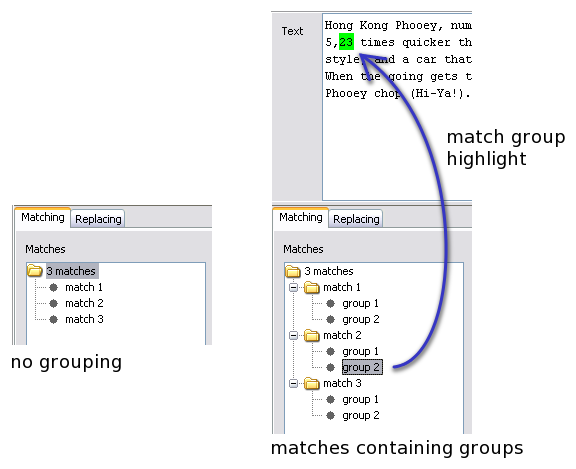 Text
Hong Kong Phooey, num
5,23 times quicker th
style, and a car that
When the going gets t
Phooey chop (Hi-Ya!).
match group
highlight
Matching Replacing
Matches
3 matches
match 1
match 2
match 3
no grouping
Matching Replacing
Matches
3 matches
match 1
group 1
group 2
match 2
group 1
group 2
match 3
group 1
group 2
matches containing groups